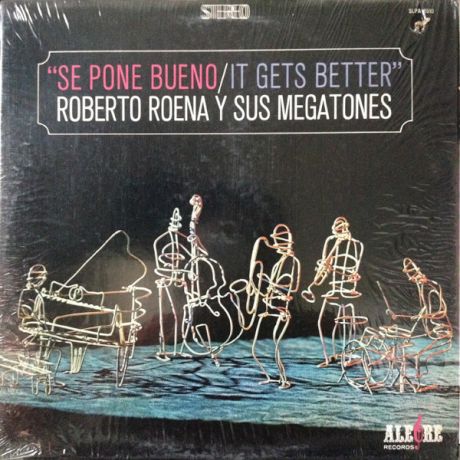 STEREO
"SE PONE BUENO/IT GETS BETTER"
ROBERTO ROENA Y SUS MEGATONES
ALEGRE
RECORDS